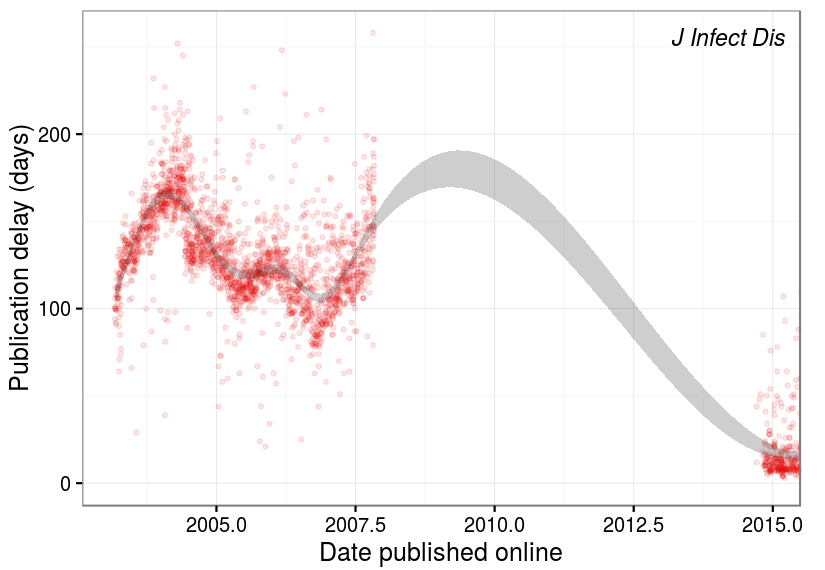 J Infect Dis
Publication delay (days)
200
100
0
2005.0 2007.5 2010.0 2012.5 2015.0
Date published online